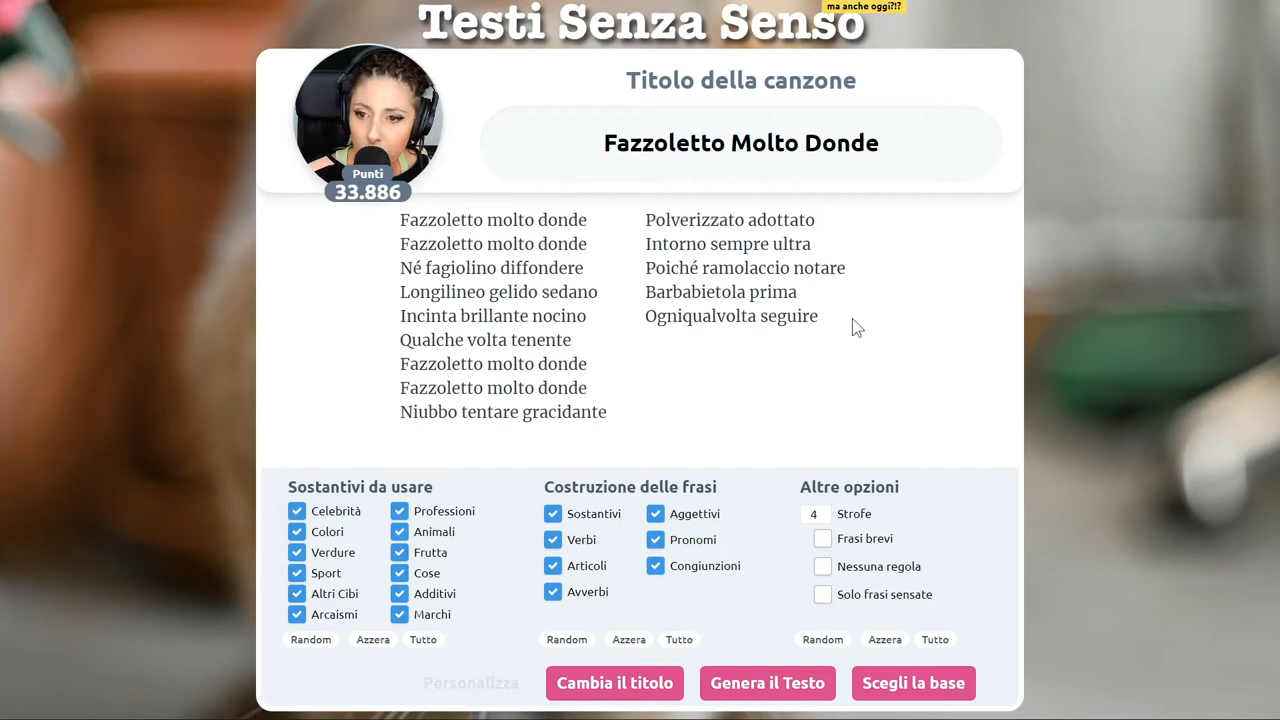 ma anche oggi?!?
Testi Senza Senso
Titolo della canzone
Fazzoletto Molto Donde
Punti
33.886
Fazzoletto molto donde
Fazzoletto molto donde
Né fagiolino diffondere
Longilineo gelido sedano
Incinta brillante nocino
Qualche volta tenente
Fazzoletto molto donde
Fazzoletto molto donde
Niubbo tentare gracidante
Polverizzato adottato
Intorno sempre ultra
Poiché ramolaccio notare
Barbabietola prima
Ogniqualvolta seguire
Sostantivi da usare
Celebrità
Professioni
Colori
Animali
Verdure
Frutta
Sport
Cose
Altri Cibi
Additivi
Arcaismi
Marchi
Random Azzera Tutto
Costruzione delle frasi
Sostantivi
Aggettivi
Verbi
Pronomi
Articoli
Congiunzioni
Avverbi
Random Azzera Tutto
Altre opzioni
4 Strofe
Frasi brevi
Nessuna regola
Solo frasi sensate
Random Azzera Tutto
Personalizza
Cambia il titolo
Genera il Testo
Scegli la base